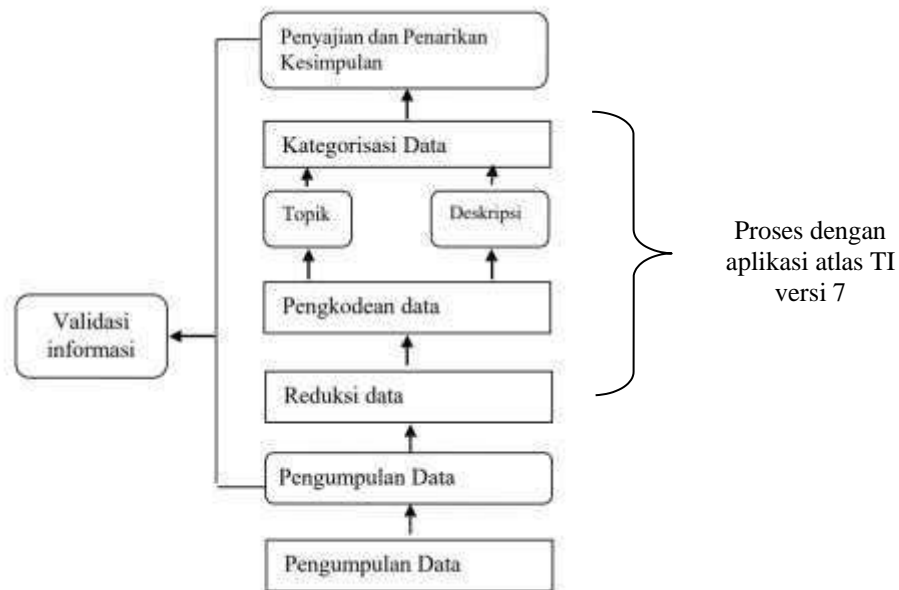 Penyajian dan Penarikan
Kesimpulan
Kategorisasi Data
Topik
Deskripsi
Proses dengan
aplikasi atlas TI
versi 7
Pengkodean data
Validasi
informasi
Reduksi data
Pengumpulan Data
Pengumpulan Data